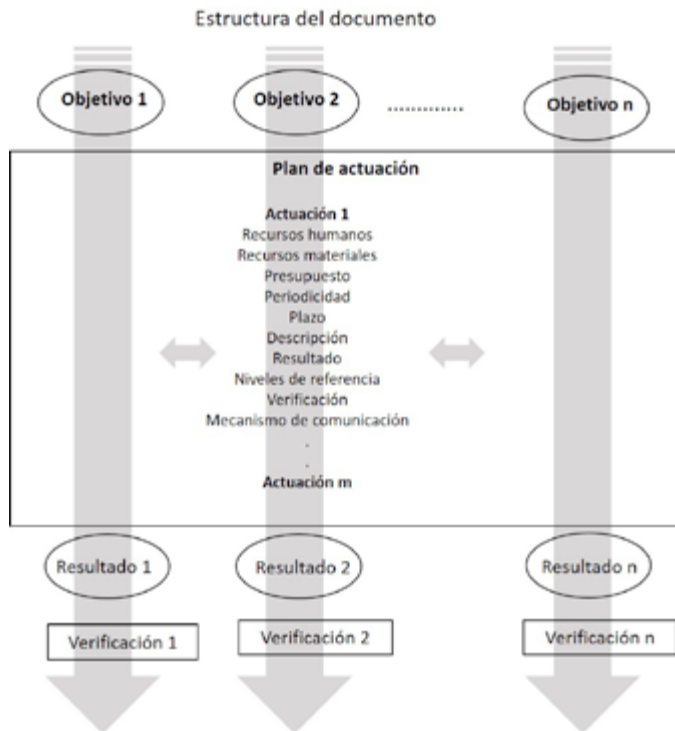 Estructura del documento
Objetivo 1
Objetivo 2
.............
Objetivo n
Plan de actuación
Actuación 1
Recursos humanos
Recursos materiales
Presupuesto
Periodicidad
Plazo
Descripción
Resultado
Niveles de referencia
Verificación
Mecanismo de comunicación
.
.
Actuación m
Resultado 1
Resultado 2
Resultado n
Verificación 1
Verificación 2
Verificación n